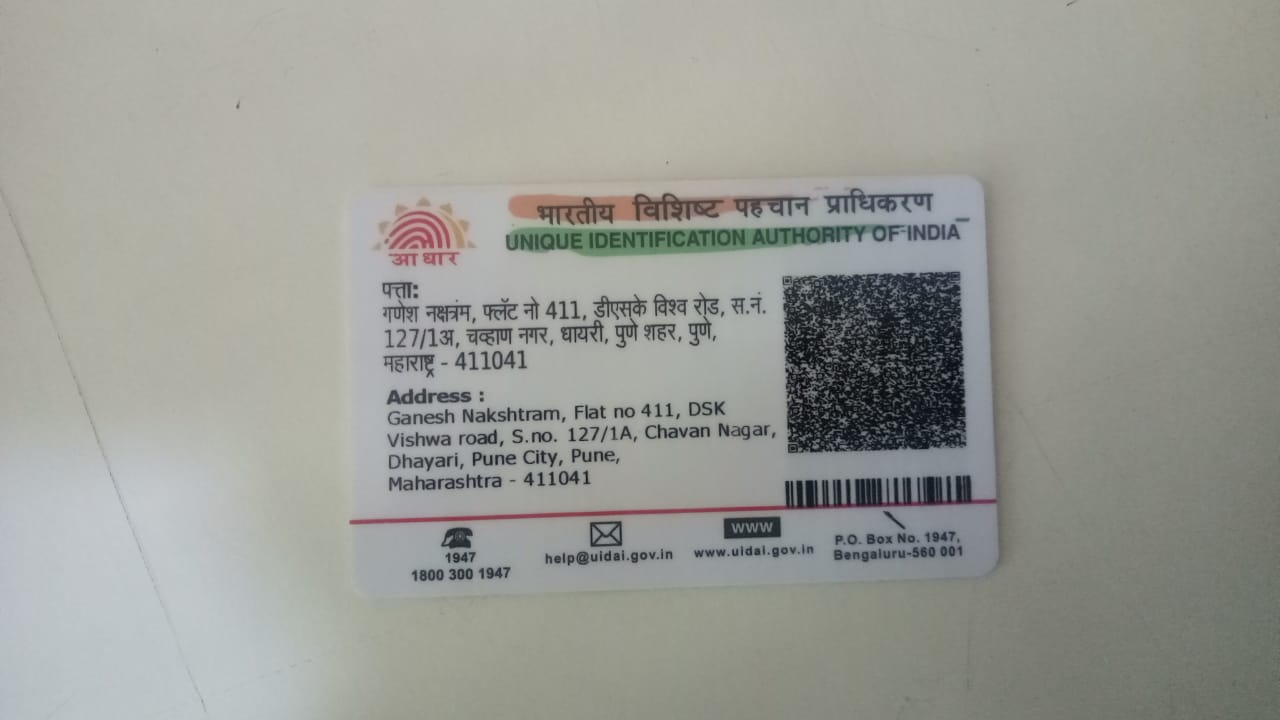 आधार
भारतीय विशिष्ट पहचान प्राधिकरण
UNIQUE IDENTIFICATION AUTHORITY OF INDIA
पत्ता:
गणेश नक्षत्रंम, फ्लॅट नो 411, डीएसके विश्व रोड, स.नं.
127/1अ, चव्हाण नगर, धायरी, पुणे शहर, पुणे,
महाराष्ट्र - 411041
Address :
Ganesh Nakshtram, Flat no 411, DSK
Vishwa road, S.no. 127/1A, Chavan Nagar,
Dhayari, Pune City, Pune,
Maharashtra - 411041
1947
1800 300 1947
help@uidai.gov.in
www
www.uidai.gov.in
P.O. Box No. 1947,
Bengaluru-560 001